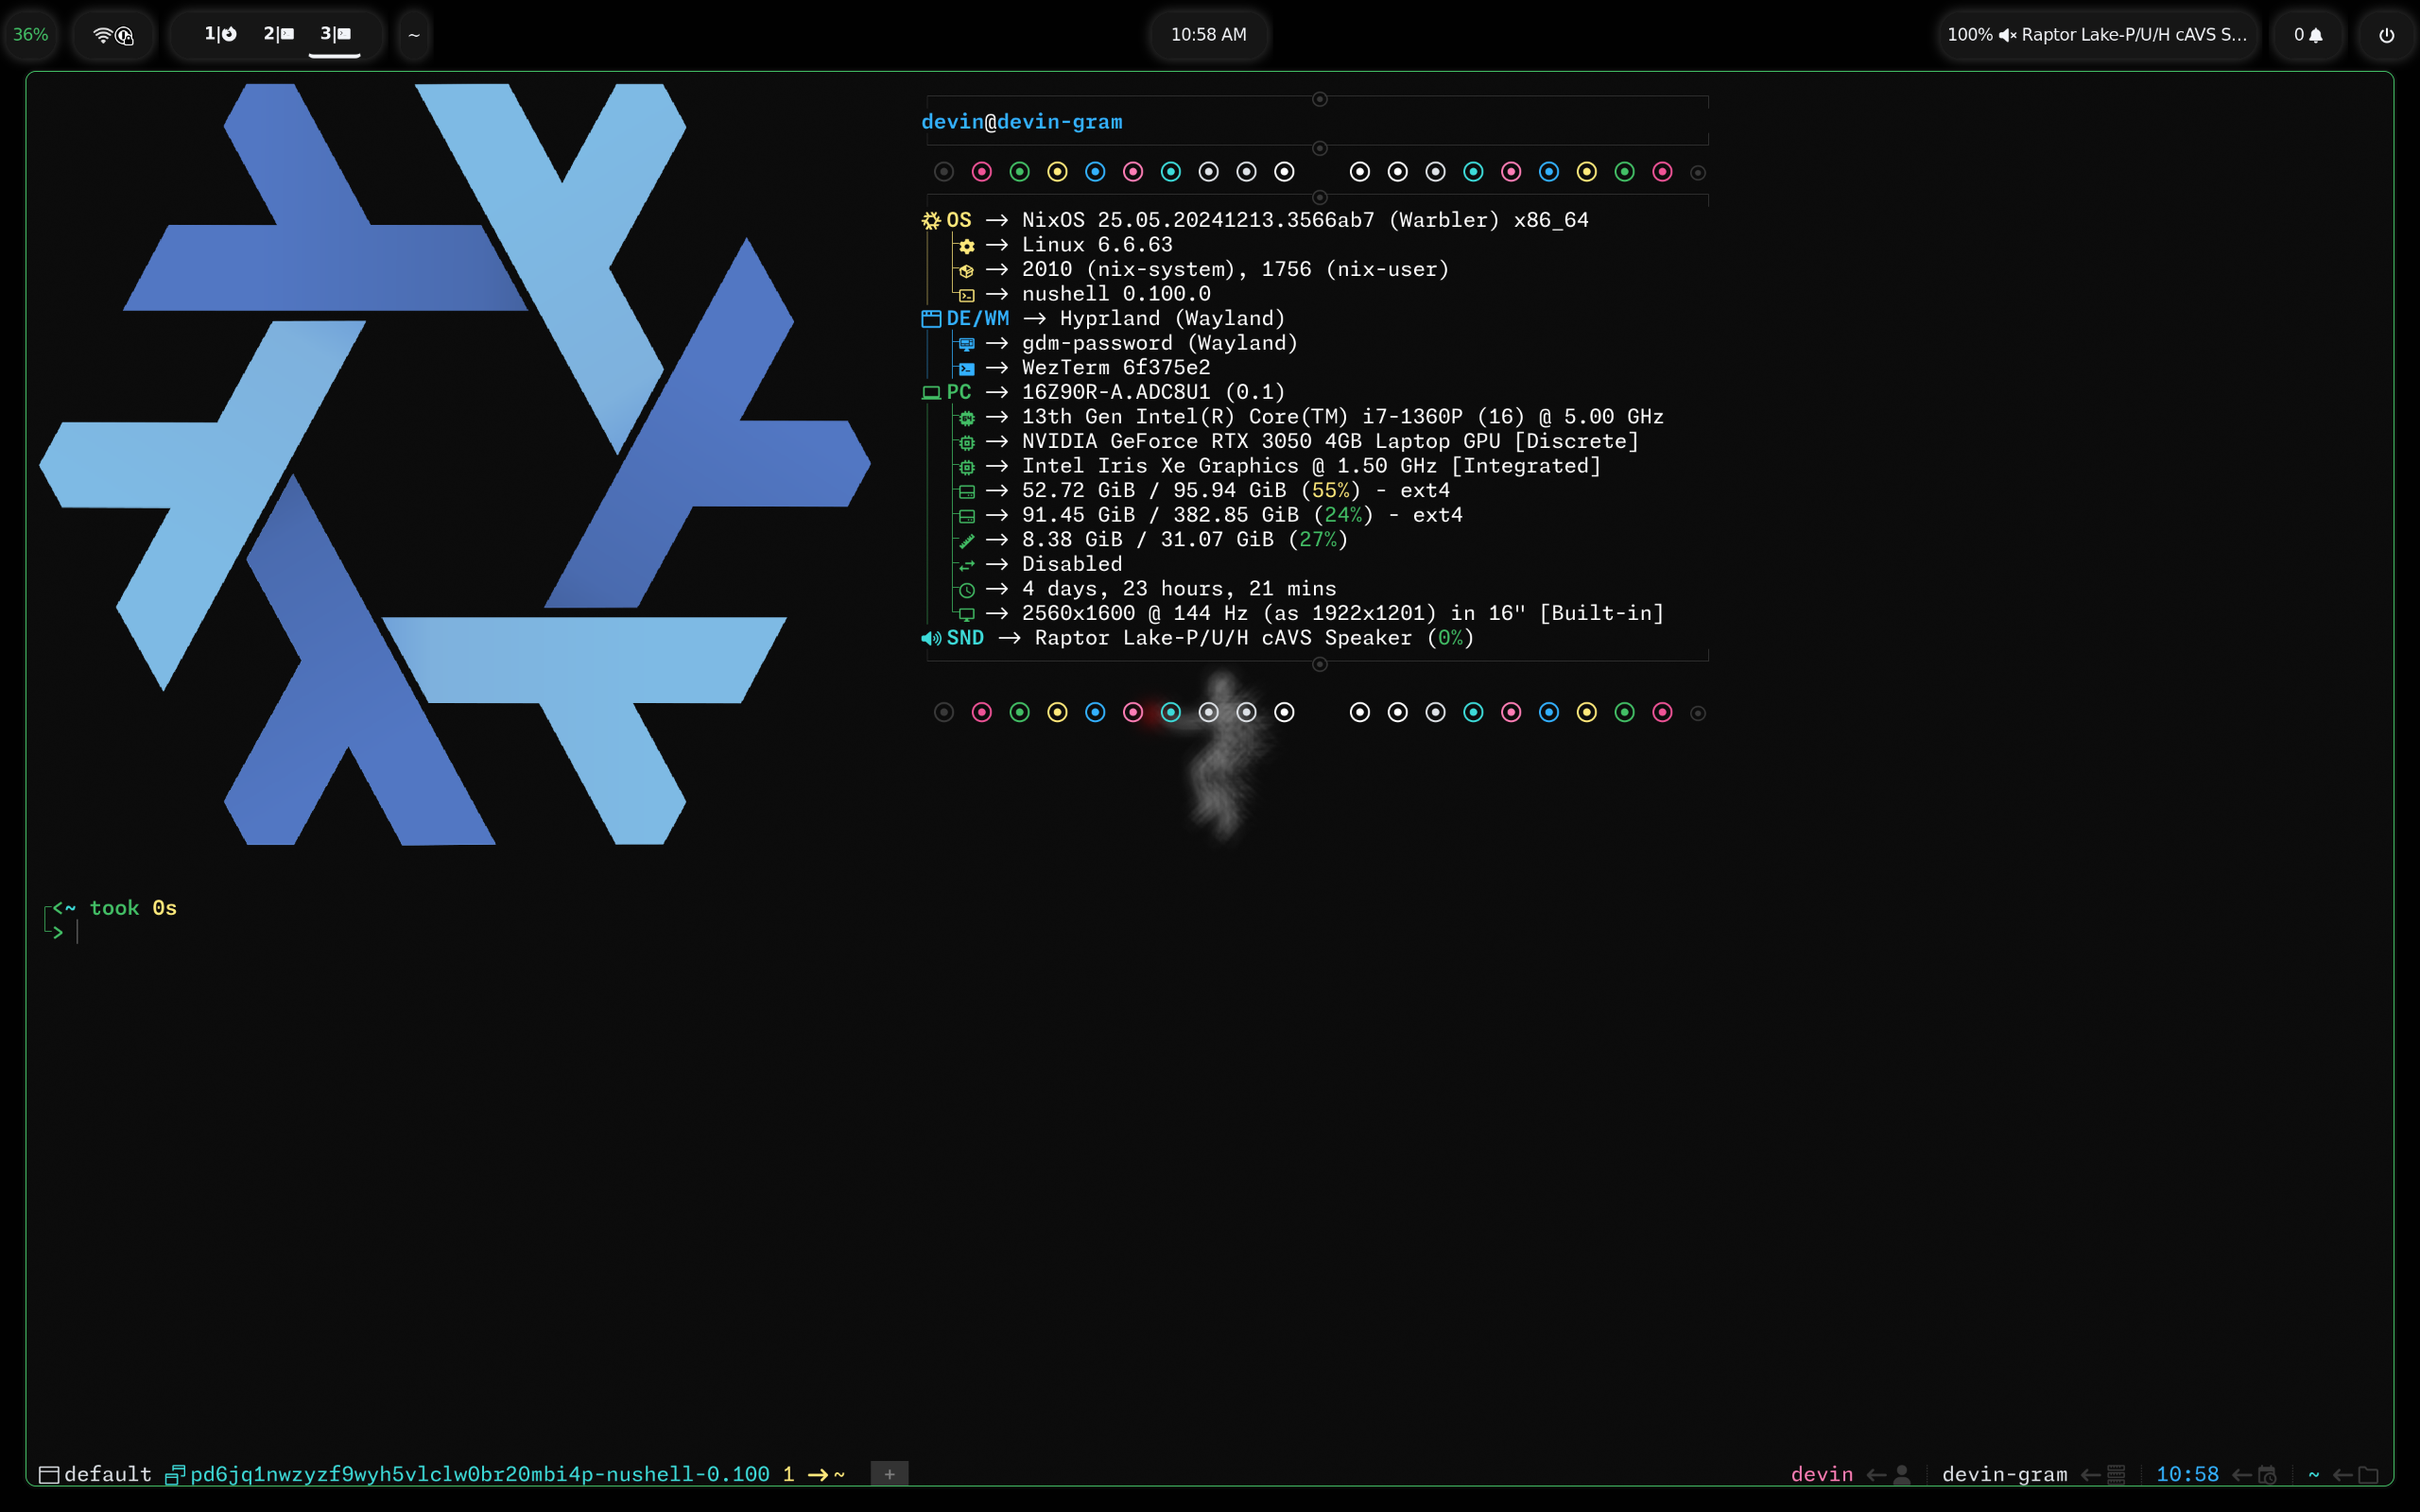 36%
1|
2|
3|
~
10:58 AM
100% Raptor Lake-P/U/H cAVS S...
0
devin@devin-gram
OS → NixOS 25.05.20241213.3566ab7 (Warbler) x86_64
→ Linux 6.6.63
→ 2010 (nix-system), 1756 (nix-user)
→ nushell 0.100.0
DE/WM → Hyprland (Wayland)
→ gdm-password (Wayland)
→ WezTerm 6f375e2
PC → 16Z90R-A.ADC8U1 (0.1)
→ 13th Gen Intel(R) Core(TM) i7-1360P (16) @ 5.00 GHz
→ NVIDIA GeForce RTX 3050 4GB Laptop GPU [Discrete]
→ Intel Iris Xe Graphics @ 1.50 GHz [Integrated]
→ 52.72 GiB / 95.94 GiB (55%) - ext4
→ 91.45 GiB / 382.85 GiB (24%) - ext4
→ 8.38 GiB / 31.07 GiB (27%)
→ Disabled
→ 4 days, 23 hours, 21 mins
→ 2560x1600 @ 144 Hz (as 1922x1201) in 16" [Built-in]
SND → Raptor Lake-P/U/H cAVS Speaker (0%)
<~ took 0s
>
default pd6jq1nwzyzf9wyh5vlclw0br20mbi4p-nushell-0.100 1 →~ +
devin ← devin-gram ← 10:58 ← ~ ←